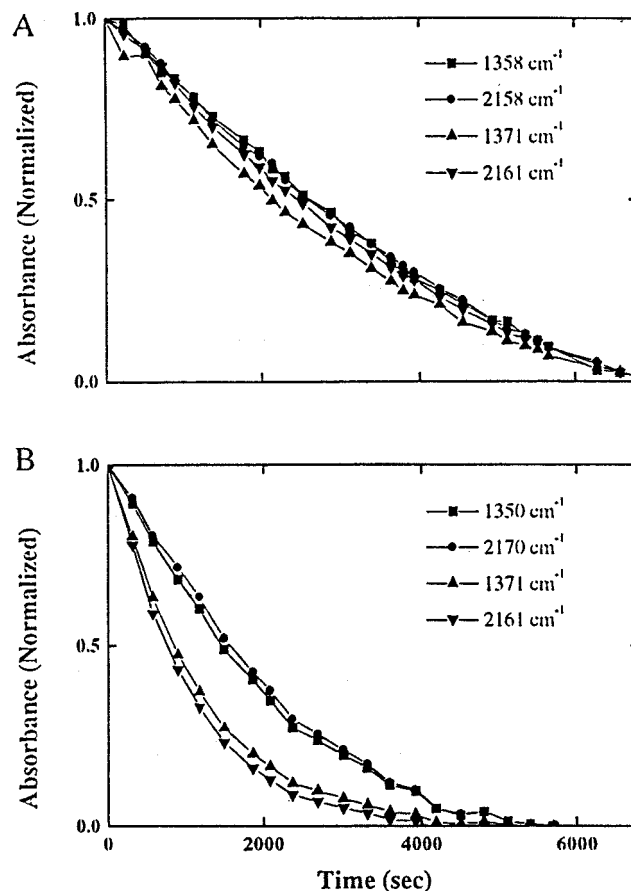 A
1.0
0.5
0.0
Absorbance (Normalized)
1358 cm⁻¹
2158 cm⁻¹
1371 cm⁻¹
2161 cm⁻¹
B
1.0
0.5
0.0
Absorbance (Normalized)
1350 cm⁻¹
2170 cm⁻¹
1371 cm⁻¹
2161 cm⁻¹
0
2000
4000
6000
Time (sec)